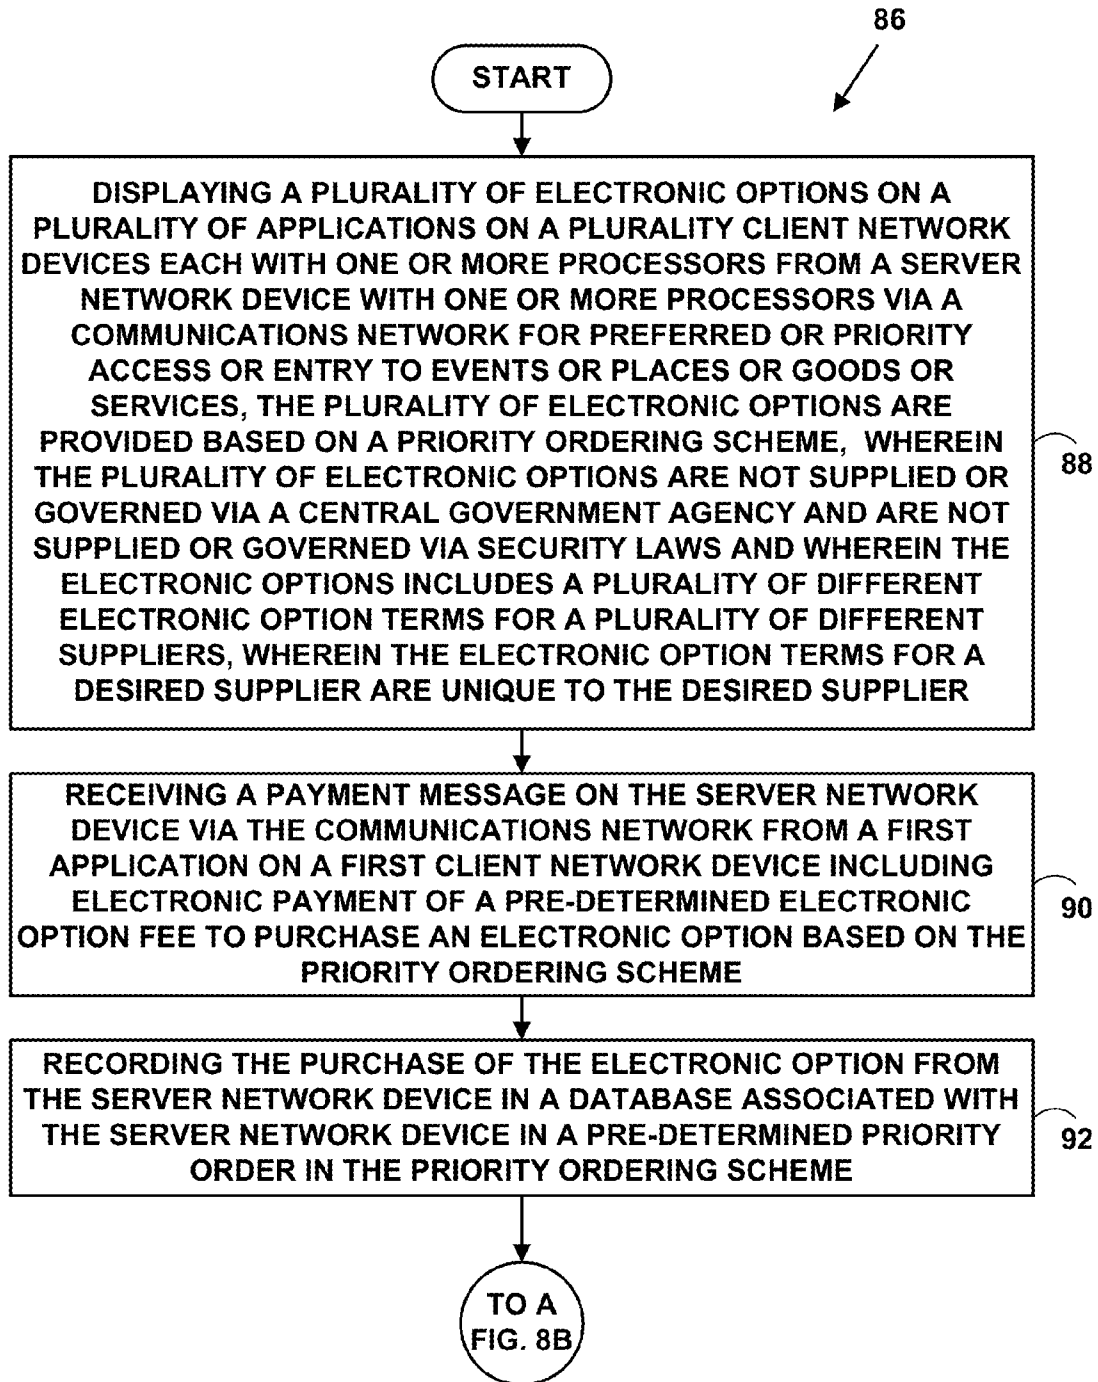 86
START
DISPLAYING A PLURALITY OF ELECTRONIC OPTIONS ON A
PLURALITY OF APPLICATIONS ON A PLURALITY CLIENT NETWORK
DEVICES EACH WITH ONE OR MORE PROCESSORS FROM A SERVER
NETWORK DEVICE WITH ONE OR MORE PROCESSORS VIA A
COMMUNICATIONS NETWORK FOR PREFERRED OR PRIORITY
ACCESS OR ENTRY TO EVENTS OR PLACES OR GOODS OR
SERVICES, THE PLURALITY OF ELECTRONIC OPTIONS ARE
PROVIDED BASED ON A PRIORITY ORDERING SCHEME, WHEREIN
THE PLURALITY OF ELECTRONIC OPTIONS ARE NOT SUPPLIED OR
GOVERNED VIA A CENTRAL GOVERNMENT AGENCY AND ARE NOT
SUPPLIED OR GOVERNED VIA SECURITY LAWS AND WHEREIN THE
ELECTRONIC OPTIONS INCLUDES A PLURALITY OF DIFFERENT
ELECTRONIC OPTION TERMS FOR A PLURALITY OF DIFFERENT
SUPPLIERS, WHEREIN THE ELECTRONIC OPTION TERMS FOR A
DESIRED SUPPLIER ARE UNIQUE TO THE DESIRED SUPPLIER
88
RECEIVING A PAYMENT MESSAGE ON THE SERVER NETWORK
DEVICE VIA THE COMMUNICATIONS NETWORK FROM A FIRST
APPLICATION ON A FIRST CLIENT NETWORK DEVICE INCLUDING
ELECTRONIC PAYMENT OF A PRE-DETERMINED ELECTRONIC
OPTION FEE TO PURCHASE AN ELECTRONIC OPTION BASED ON THE
PRIORITY ORDERING SCHEME
90
RECORDING THE PURCHASE OF THE ELECTRONIC OPTION FROM
THE SERVER NETWORK DEVICE IN A DATABASE ASSOCIATED WITH
THE SERVER NETWORK DEVICE IN A PRE-DETERMINED PRIORITY
ORDER IN THE PRIORITY ORDERING SCHEME
92
TO A
FIG. 8B